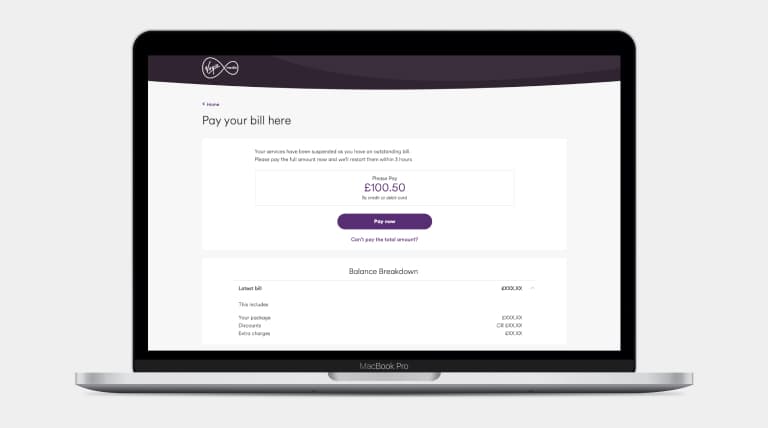 Virgin media
Home
Pay your bill here
Your services have been suspended as you have an outstanding bill.
Please pay the full amount now and we'll restart them within 3 hours
Please Pay
£100.50
By credit or debit card
Pay now
Can't pay the total amount?
Balance Breakdown
Latest bill £XXX.XX
This includes
Your package £XXX.XX
Discounts CR £XX.XX
Extra charges £XX.XX
MacBook Pro